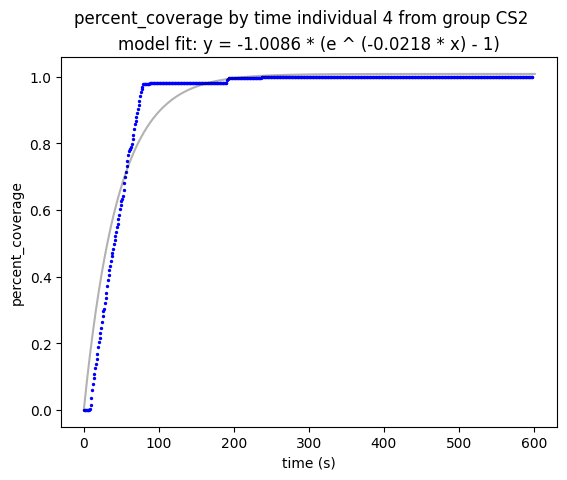 percent_coverage by time individual 4 from group CS2
model fit: y = -1.0086 * (e ^ (-0.0218 * x) - 1)
1.0
0.8
0.6
0.4
0.2
0.0
percent_coverage
0 100 200 300 400 500 600
time (s)